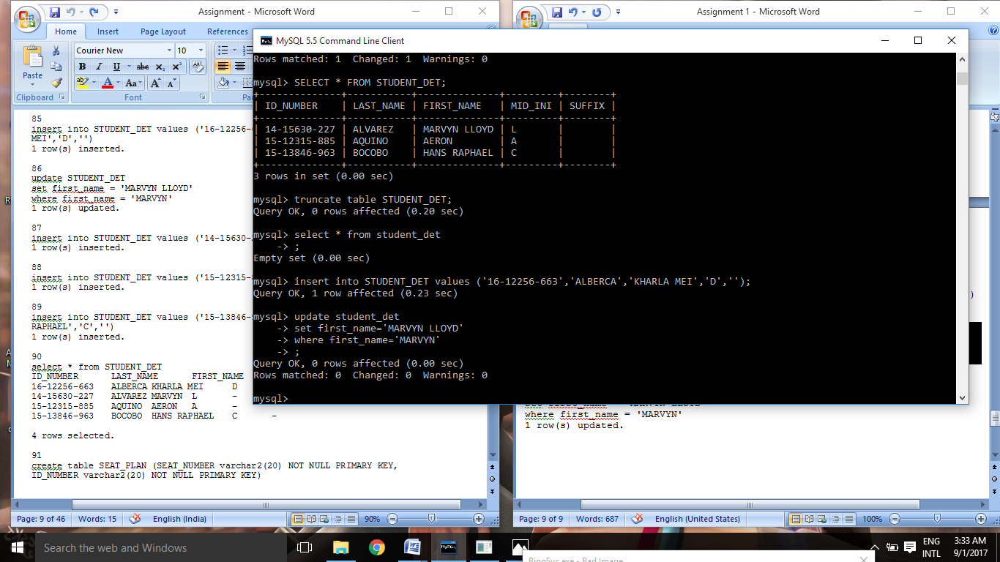 Assignment - Microsoft Word
Home Insert Page Layout References
Courier New 10
Paste
Clipboard Font
85
insert into STUDENT_DET values ('16-12256-
MEI','D','')
1 row(s) inserted.
86
update STUDENT_DET
set first_name = 'MARVYN LLOYD'
where first_name = 'MARVYN'
1 row(s) updated.
87
insert into STUDENT_DET values ('14-15630-
1 row(s) inserted.
88
insert into STUDENT_DET values ('15-12315-
1 row(s) inserted.
89
insert into STUDENT_DET values ('15-13846-
RAPHAEL','C','')
1 row(s) inserted.
90
select * from STUDENT_DET
ID_NUMBER LAST_NAME FIRST_NAME
16-12256-663 ALBERCA KHARLA MEI D
14-15630-227 ALVAREZ MARVYN L -
15-12315-885 AQUINO AERON A -
15-13846-963 BOCOBO HANS RAPHAEL C -
4 rows selected.
91
create table SEAT_PLAN (SEAT_NUMBER varchar2(20) NOT NULL PRIMARY KEY,
ID_NUMBER varchar2(20) NOT NULL PRIMARY KEY)
Page: 9 of 46 Words: 15 English (India) 90%
Assignment 1 - Microsoft Word
MySQL 5.5 Command Line Client
Rows matched: 1 Changed: 1 Warnings: 0
mysql> SELECT * FROM STUDENT_DET;
+--------------+-----------+--------------+---------+--------+
| ID_NUMBER | LAST_NAME | FIRST_NAME | MID_INI | SUFFIX |
+--------------+-----------+--------------+---------+--------+
| 14-15630-227 | ALVAREZ | MARVYN LLOYD | L | |
| 15-12315-885 | AQUINO | AERON | A | |
| 15-13846-963 | BOCOBO | HANS RAPHAEL | C | |
+--------------+-----------+--------------+---------+--------+
3 rows in set (0.00 sec)
mysql> truncate table STUDENT_DET;
Query OK, 0 rows affected (0.20 sec)
mysql> select * from student_det
-> ;
Empty set (0.00 sec)
mysql> insert into STUDENT_DET values ('16-12256-663','ALBERCA','KHARLA MEI','D','');
Query OK, 1 row affected (0.23 sec)
mysql> update student_det
-> set first_name='MARVYN LLOYD'
-> where first_name='MARVYN'
-> ;
Query OK, 0 rows affected (0.00 sec)
Rows matched: 0 Changed: 0 Warnings: 0
mysql>
where first_name = 'MARVYN'
1 row(s) updated.
Page: 9 of 9 Words: 687 English (United States) 100%
Search the web and Windows
ENG
INTL
3:33 AM
9/1/2017
BingSvc.exe - Bad Image